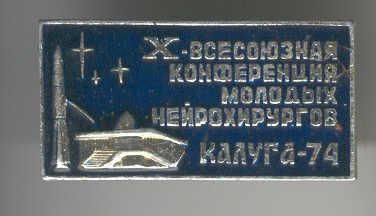 X-ВСЕСОЮЗНАЯ
КОНФЕРЕНЦИЯ
МОЛОДЫХ
НЕЙРОХИРУРГОВ
КАЛУГА-74